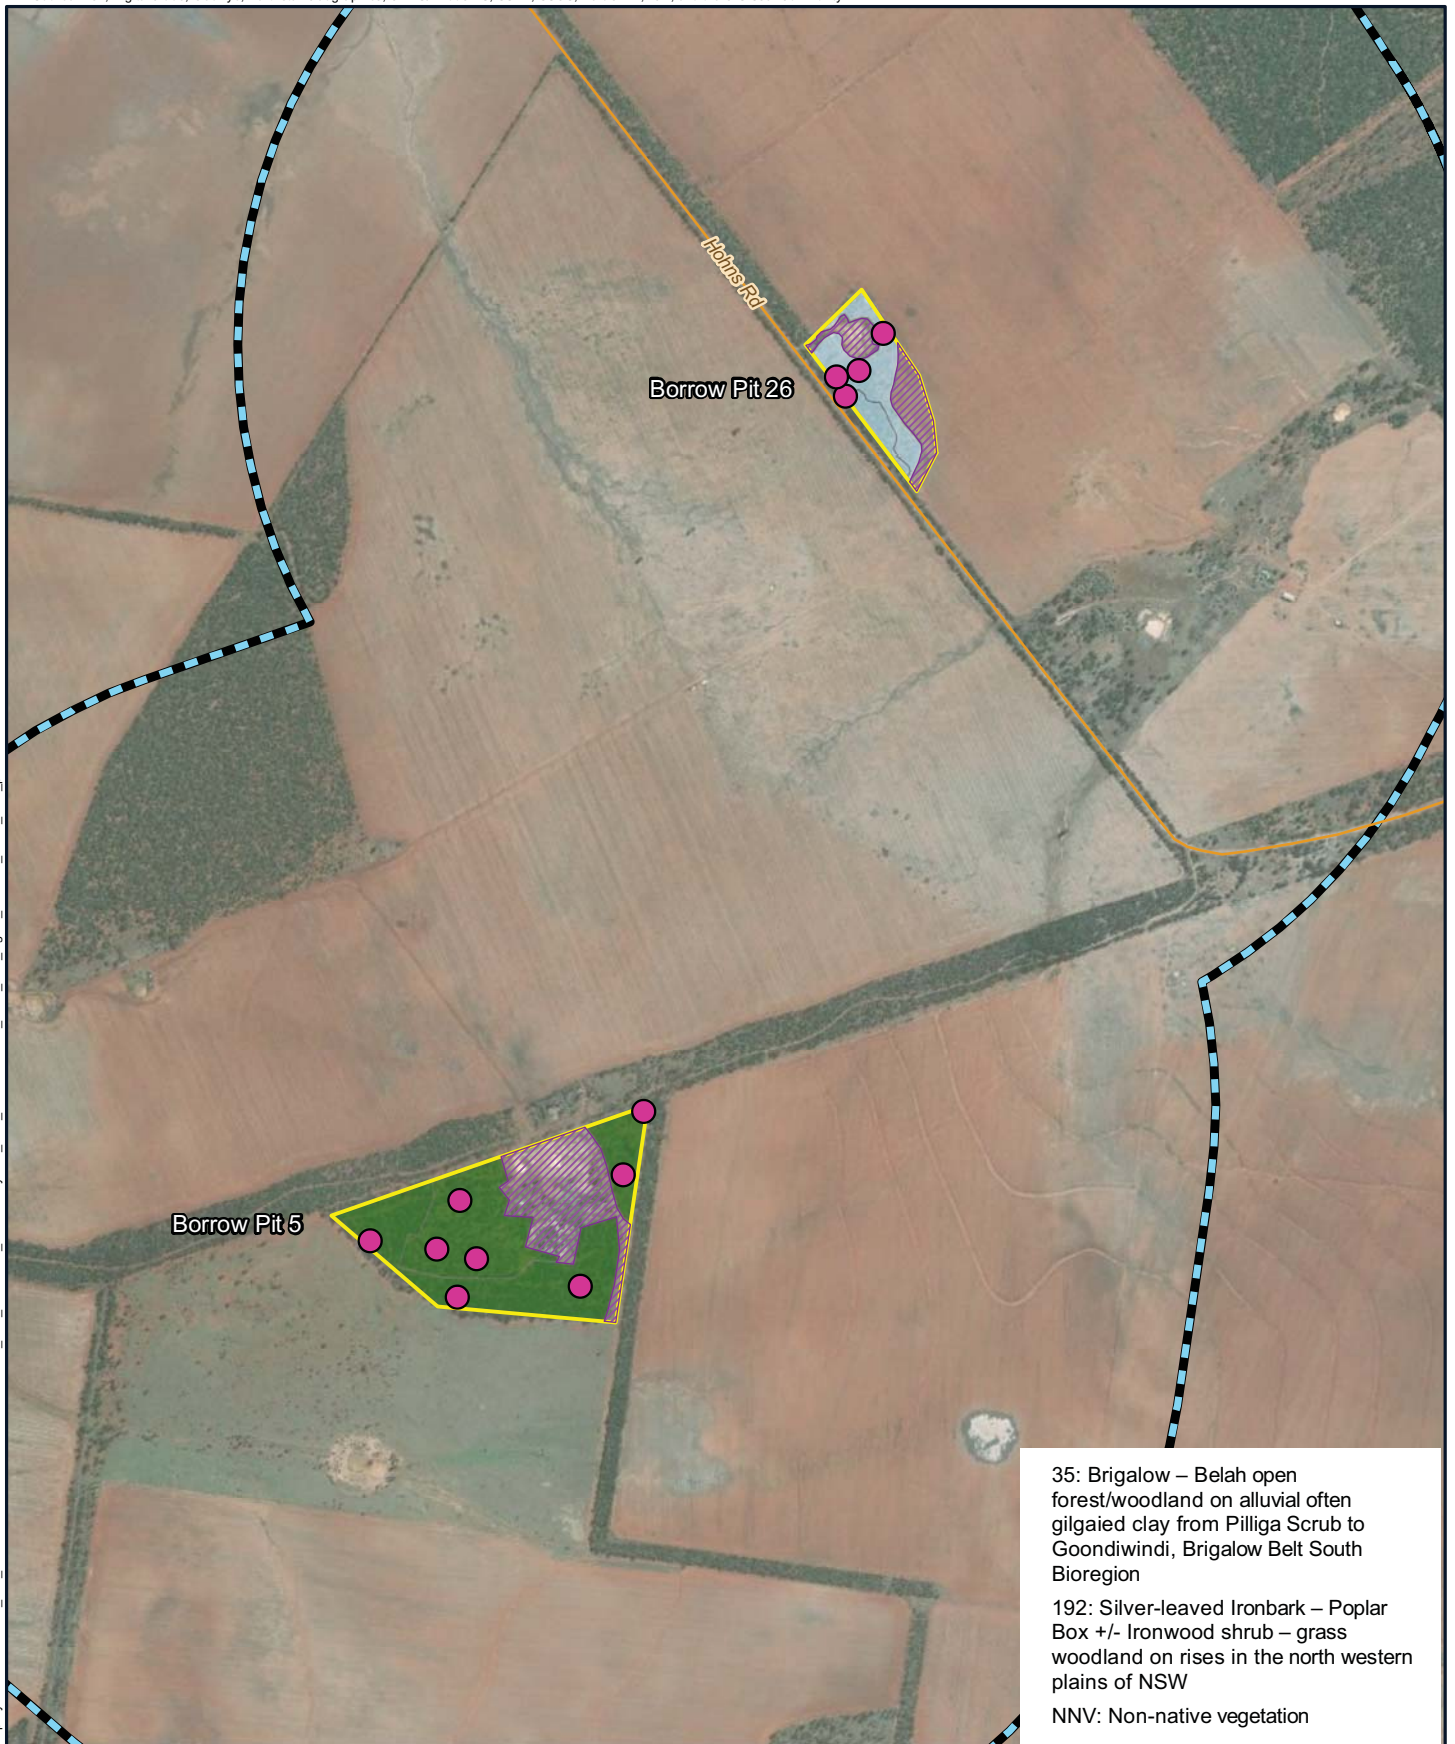 Hohns Rd
Borrow Pit 26
Borrow Pit 5
35: Brigalow – Belah open
forest/woodland on alluvial often
gilgaied clay from Pilliga Scrub to
Goondiwindi, Brigalow Belt South
Bioregion
192: Silver-leaved Ironbark – Poplar
Box +/- Ironwood shrub – grass
woodland on rises in the north western
plains of NSW
NNV: Non-native vegetation